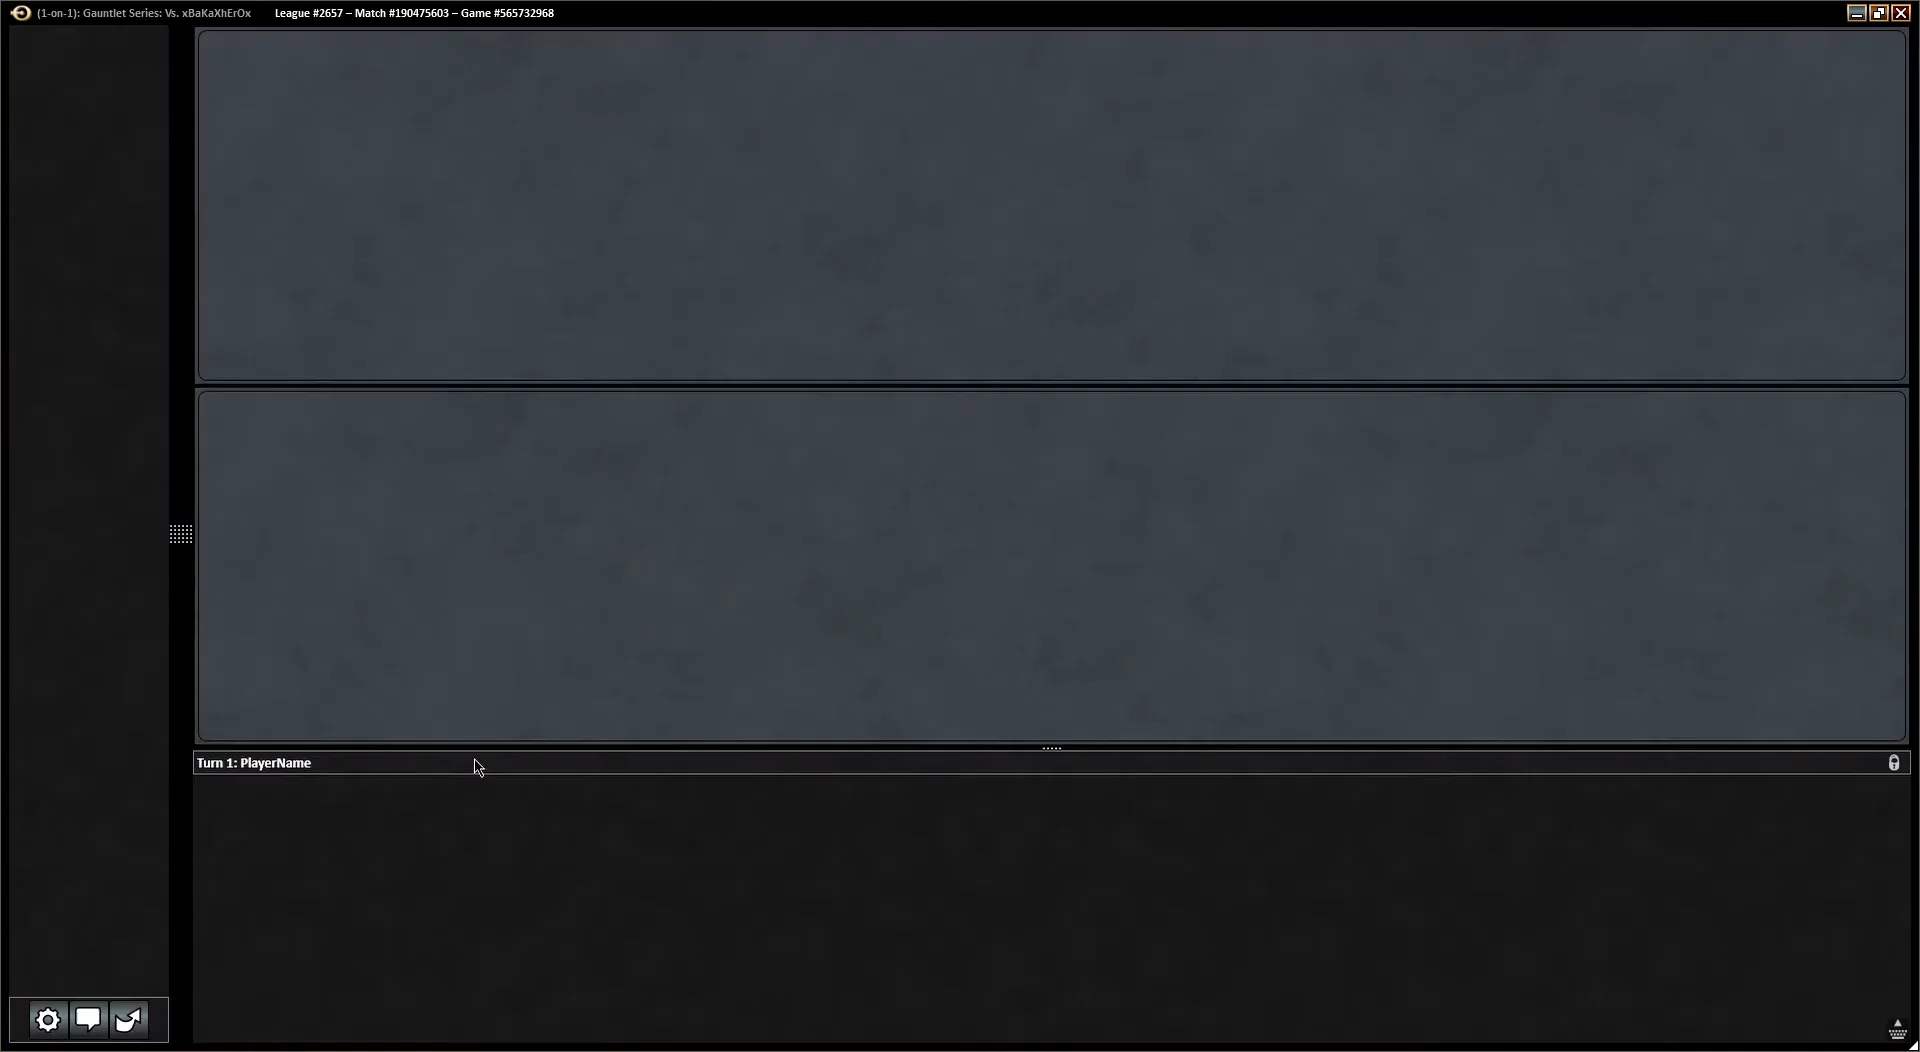 (1-on-1): Gauntlet Series: Vs. xBaKaXhErOx League #2657 – Match #190475603 – Game #565732968
Turn 1: PlayerName